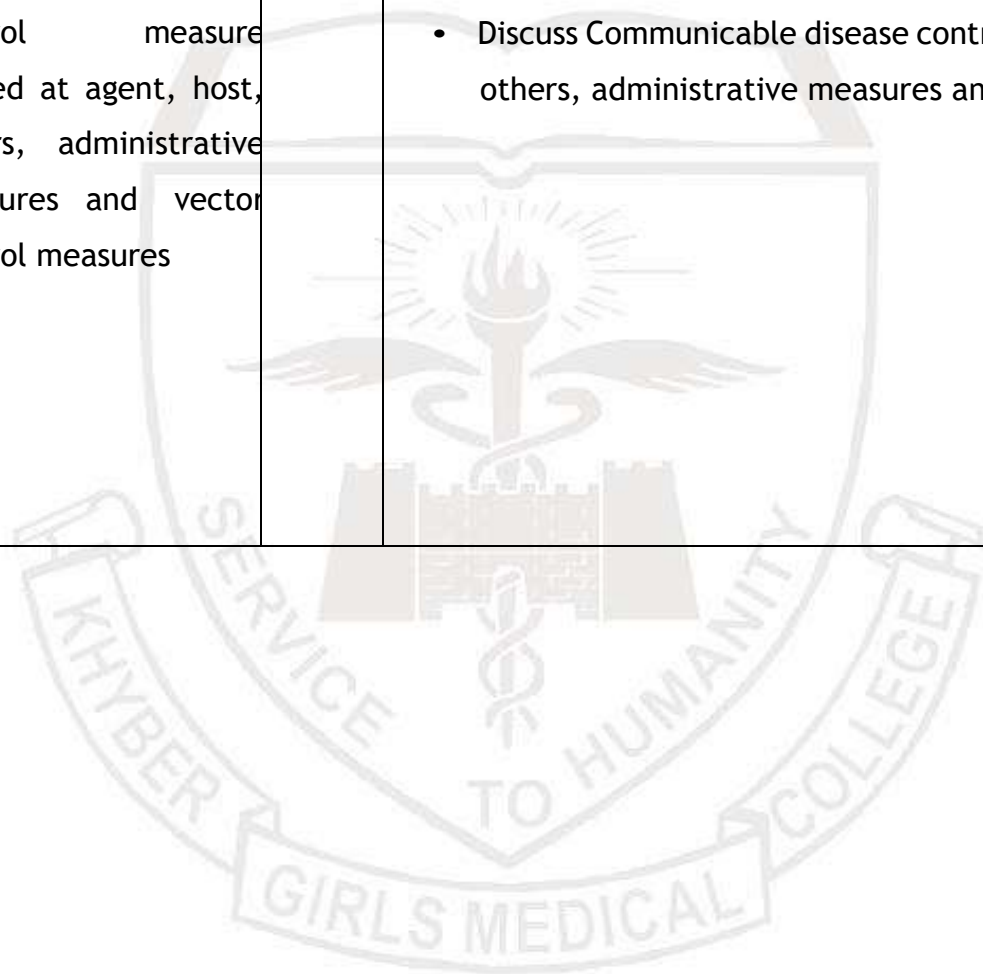 ol measure
ed at agent, host,
s, administrative
ures and vector
ol measures
• Discuss Communicable disease contr
others, administrative measures an
SERVICE TO HUMANITY
KHYBER GIRLS MEDICAL COLLEGE